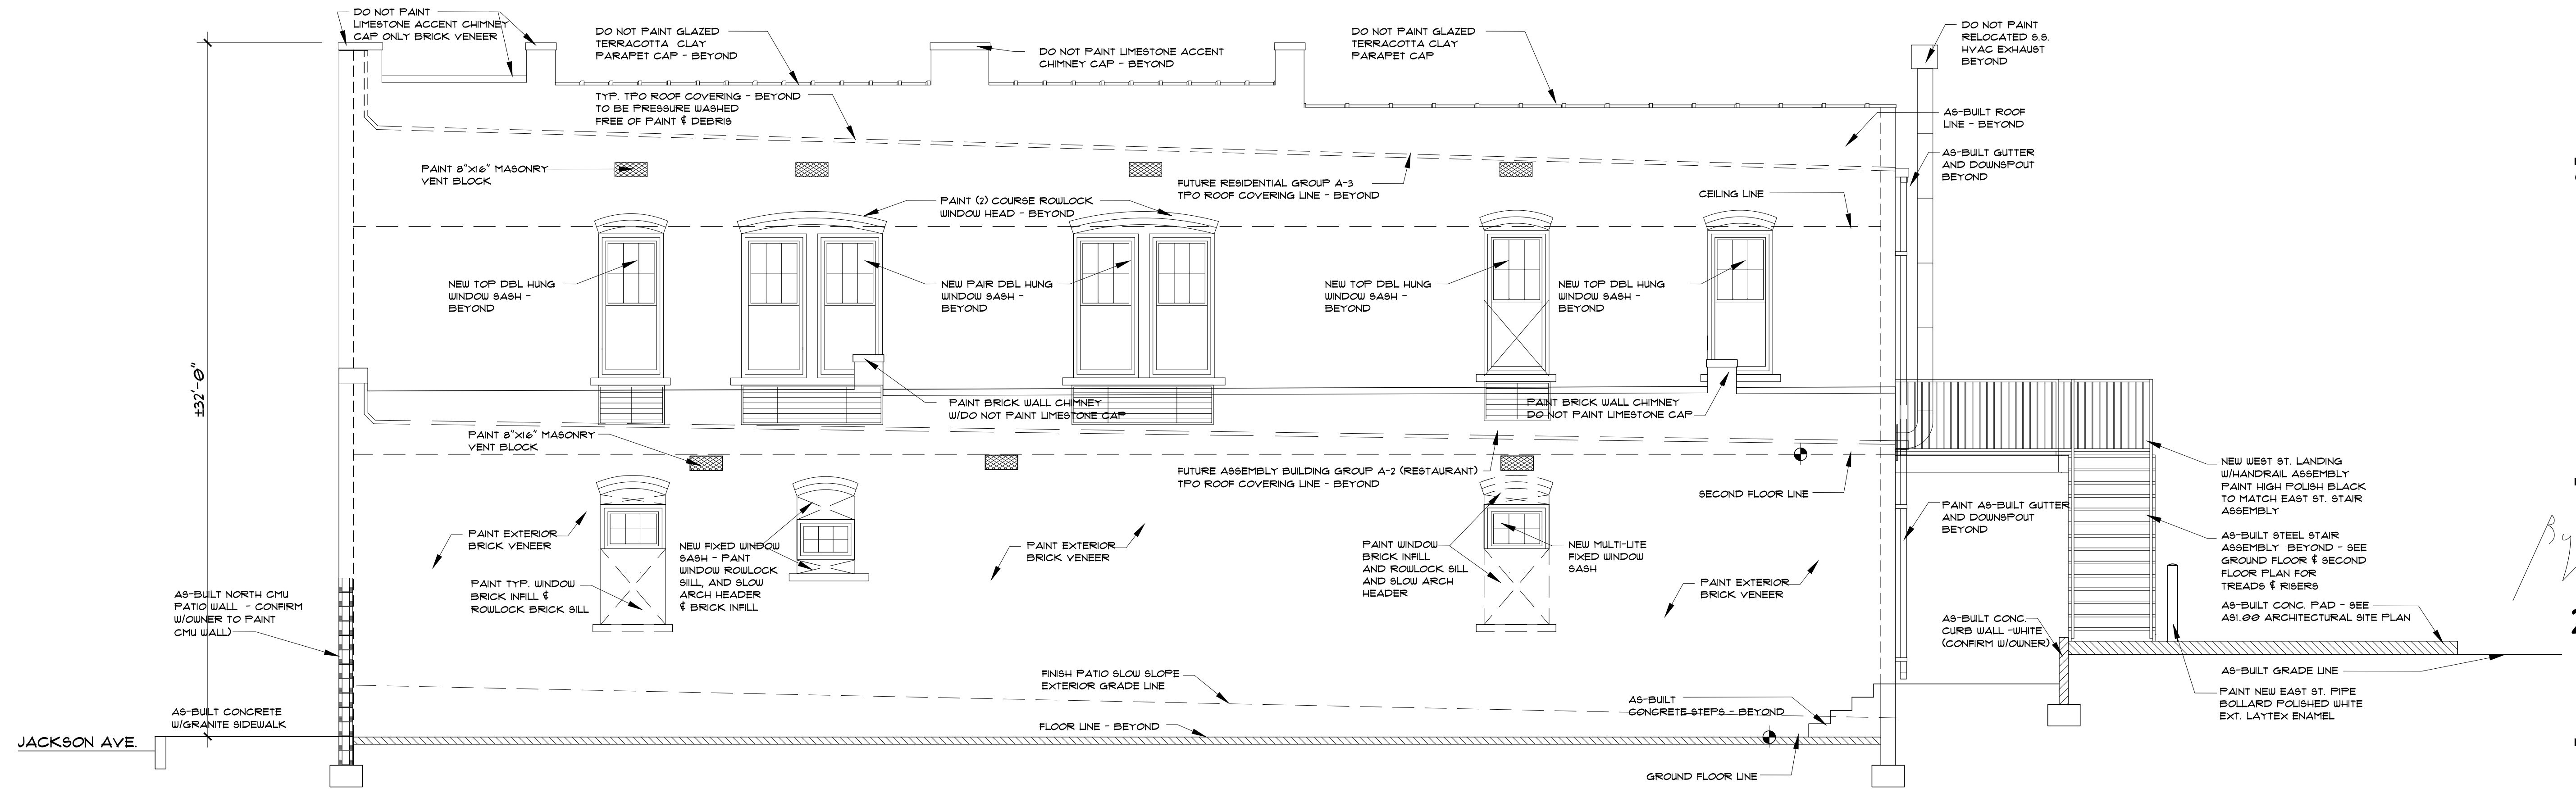 DO NOT PAINT
LIMESTONE ACCENT CHIMNEY
CAP ONLY BRICK VENEER
DO NOT PAINT GLAZED
TERRACOTTA CLAY
PARAPET CAP - BEYOND
DO NOT PAINT LIMESTONE ACCENT
CHIMNEY CAP - BEYOND
DO NOT PAINT GLAZED
TERRACOTTA CLAY
PARAPET CAP
DO NOT PAINT
RELOCATED S.S.
HVAC EXHAUST
BEYOND
TYP. TPO ROOF COVERING - BEYOND
TO BE PRESSURE WASHED
FREE OF PAINT & DEBRIS
AS-BUILT ROOF
LINE - BEYOND
AS-BUILT GUTTER
AND DOWNSPOUT
BEYOND
PAINT 8"X16" MASONRY
VENT BLOCK
FUTURE RESIDENTIAL GROUP A-3
TPO ROOF COVERING LINE - BEYOND
CEILING LINE
PAINT (2) COURSE ROWLOCK
WINDOW HEAD - BEYOND
NEW TOP DBL HUNG
WINDOW SASH -
BEYOND
NEW PAIR DBL HUNG
WINDOW SASH -
BEYOND
NEW TOP DBL HUNG
WINDOW SASH -
BEYOND
NEW TOP DBL HUNG
WINDOW SASH -
BEYOND
±32'-0"
PAINT BRICK WALL CHIMNEY
W/DO NOT PAINT LIMESTONE CAP
PAINT BRICK WALL CHIMNEY
DO NOT PAINT LIMESTONE CAP
PAINT 8"X16" MASONRY
VENT BLOCK
FUTURE ASSEMBLY BUILDING GROUP A-2 (RESTAURANT)
TPO ROOF COVERING LINE - BEYOND
SECOND FLOOR LINE
NEW WEST ST. LANDING
W/HANDRAIL ASSEMBLY
PAINT HIGH POLISH BLACK
TO MATCH EAST ST. STAIR
ASSEMBLY
PAINT AS-BUILT GUTTER
AND DOWNSPOUT
BEYOND
AS-BUILT STEEL STAIR
ASSEMBLY BEYOND - SEE
GROUND FLOOR & SECOND
FLOOR PLAN FOR
TREADS & RISERS
PAINT EXTERIOR
BRICK VENEER
NEW FIXED WINDOW
SASH - PANT
WINDOW ROWLOCK
SIILL, AND SLOW
ARCH HEADER
& BRICK INFILL
PAINT EXTERIOR
BRICK VENEER
PAINT WINDOW
BRICK INFILL
AND ROWLOCK SILL
AND SLOW ARCH
HEADER
NEW MULTI-LITE
FIXED WINDOW
SASH
PAINT TYP. WINDOW
BRICK INFILL &
ROWLOCK BRICK SILL
PAINT EXTERIOR
BRICK VENEER
AS-BUILT NORTH CMU
PATIO WALL - CONFIRM
W/OWNER TO PAINT
CMU WALL)
AS-BUILT CONC.
CURB WALL -WHITE
(CONFIRM W/OWNER)
AS-BUILT CONC. PAD - SEE
AS1.00 ARCHITECTURAL SITE PLAN
AS-BUILT GRADE LINE
FINISH PATIO SLOW SLOPE
EXTERIOR GRADE LINE
AS-BUILT
CONCRETE STEPS - BEYOND
PAINT NEW EAST ST. PIPE
BOLLARD POLISHED WHITE
EXT. LAYTEX ENAMEL
AS-BUILT CONCRETE
W/GRANITE SIDEWALK
FLOOR LINE - BEYOND
JACKSON AVE.
GROUND FLOOR LINE